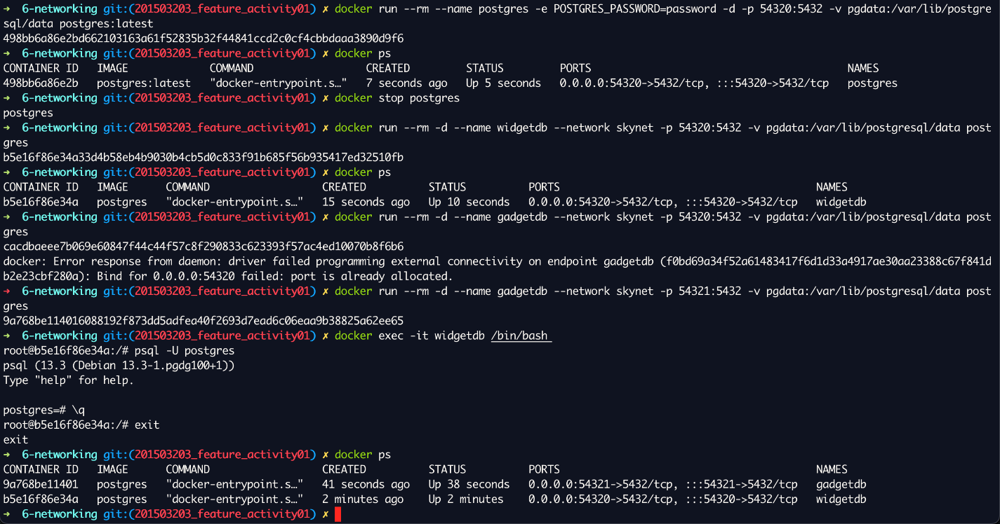 ➜  6-networking git:(201503203_feature_activity01) ✗ docker run --rm --name postgres -e POSTGRES_PASSWORD=password -d -p 54320:5432 -v pgdata:/var/lib/postgre
sql/data postgres:latest
498bb6a86e2bd662103163a61f52835b32f44841ccd2c0cf4cbbdaaa3890d9f6
➜  6-networking git:(201503203_feature_activity01) ✗ docker ps
CONTAINER ID   IMAGE             COMMAND                  CREATED         STATUS         PORTS                                         NAMES
498bb6a86e2b   postgres:latest   "docker-entrypoint.s…"   7 seconds ago   Up 5 seconds   0.0.0.0:54320->5432/tcp, :::54320->5432/tcp   postgres
➜  6-networking git:(201503203_feature_activity01) ✗ docker stop postgres
postgres
➜  6-networking git:(201503203_feature_activity01) ✗ docker run --rm -d --name widgetdb --network skynet -p 54320:5432 -v pgdata:/var/lib/postgresql/data post
gres
b5e16f86e34a33d4b58eb4b9030b4cb5d0c833f91b685f56b935417ed32510fb
➜  6-networking git:(201503203_feature_activity01) ✗ docker ps
CONTAINER ID   IMAGE      COMMAND                  CREATED          STATUS          PORTS                                         NAMES
b5e16f86e34a   postgres   "docker-entrypoint.s…"   15 seconds ago   Up 10 seconds   0.0.0.0:54320->5432/tcp, :::54320->5432/tcp   widgetdb
➜  6-networking git:(201503203_feature_activity01) ✗ docker run --rm -d --name gadgetdb --network skynet -p 54320:5432 -v pgdata:/var/lib/postgresql/data post
gres
cacdbaeee7b069e60847f44c44f57c8f290833c623393f57ac4ed10070b8f6b6
docker: Error response from daemon: driver failed programming external connectivity on endpoint gadgetdb (f0bd69a34f52a61483417f6d1d33a4917ae30aa23388c67f841d
b2e23cbf280a): Bind for 0.0.0.0:54320 failed: port is already allocated.
➜  6-networking git:(201503203_feature_activity01) ✗ docker run --rm -d --name gadgetdb --network skynet -p 54321:5432 -v pgdata:/var/lib/postgresql/data post
gres
9a768be114016088192f873dd5adfea40f2693d7ead6c06eaa9b38825a62ee65
➜  6-networking git:(201503203_feature_activity01) ✗ docker exec -it widgetdb /bin/bash
root@b5e16f86e34a:/# psql -U postgres
psql (13.3 (Debian 13.3-1.pgdg100+1))
Type "help" for help.

postgres=# \q
root@b5e16f86e34a:/# exit
exit
➜  6-networking git:(201503203_feature_activity01) ✗ docker ps
CONTAINER ID   IMAGE      COMMAND                  CREATED          STATUS          PORTS                                         NAMES
9a768be11401   postgres   "docker-entrypoint.s…"   41 seconds ago   Up 38 seconds   0.0.0.0:54321->5432/tcp, :::54321->5432/tcp   gadgetdb
b5e16f86e34a   postgres   "docker-entrypoint.s…"   2 minutes ago    Up 2 minutes    0.0.0.0:54320->5432/tcp, :::54320->5432/tcp   widgetdb
➜  6-networking git:(201503203_feature_activity01) ✗